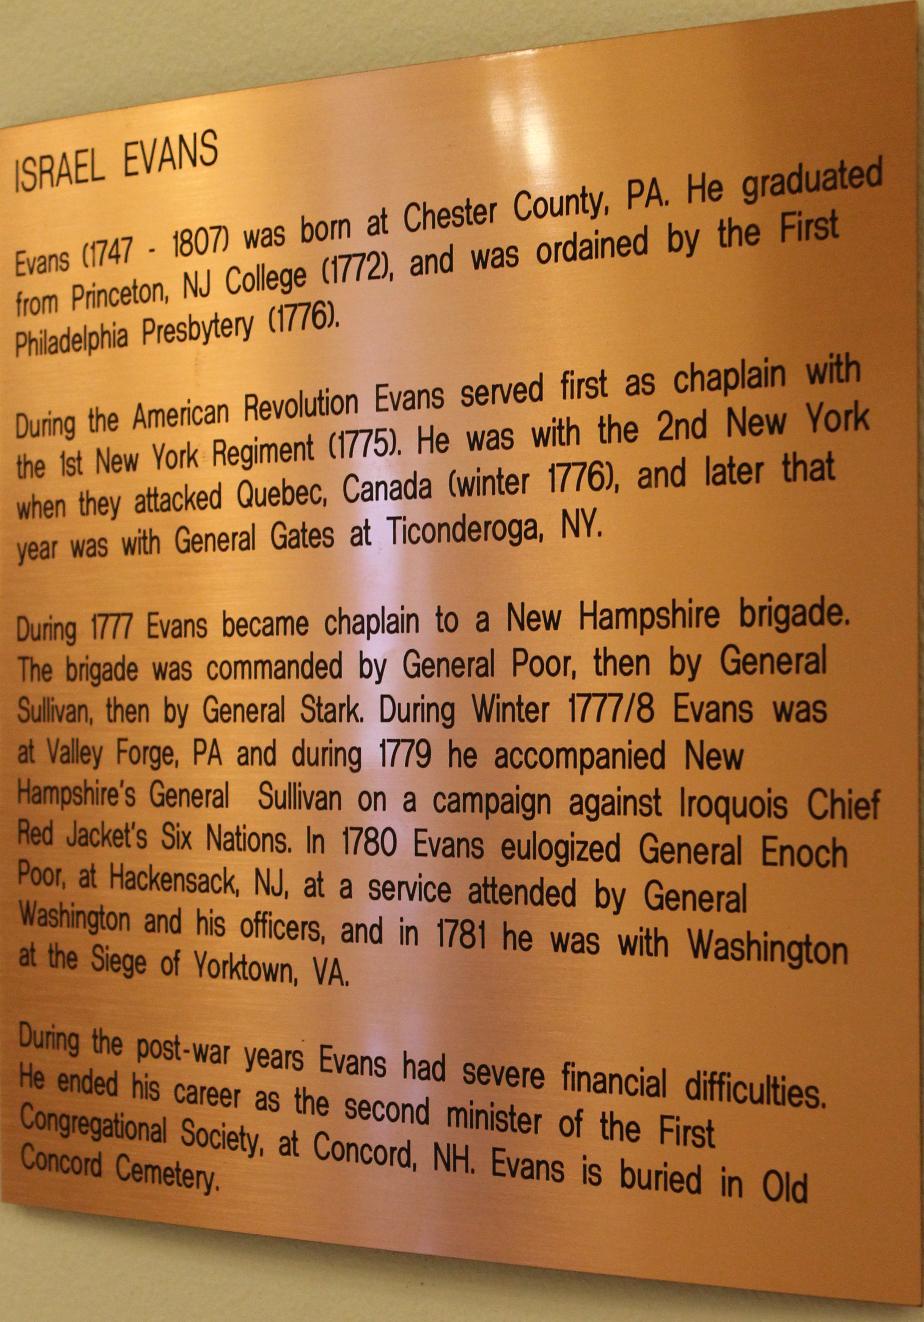 ISRAEL EVANS
Evans (1747 - 1807) was born at Chester County, PA. He graduated
from Princeton, NJ College (1772), and was ordained by the First
Philadelphia Presbytery (1776).
During the American Revolution Evans served first as chaplain with
the 1st New York Regiment (1775). He was with the 2nd New York
when they attacked Quebec, Canada (winter 1776), and later that
year was with General Gates at Ticonderoga, NY.
During 1777 Evans became chaplain to a New Hampshire brigade.
The brigade was commanded by General Poor, then by General
Sullivan, then by General Stark. During Winter 1777/8 Evans was
at Valley Forge, PA and during 1779 he accompanied New
Hampshire's General Sullivan on a campaign against Iroquois Chief
Red Jacket's Six Nations. In 1780 Evans eulogized General Enoch
Poor, at Hackensack, NJ, at a service attended by General
Washington and his officers, and in 1781 he was with Washington
at the Siege of Yorktown, VA.
During the post-war years Evans had severe financial difficulties.
He ended his career as the second minister of the First
Congregational Society, at Concord, NH. Evans is buried in Old
Concord Cemetery.